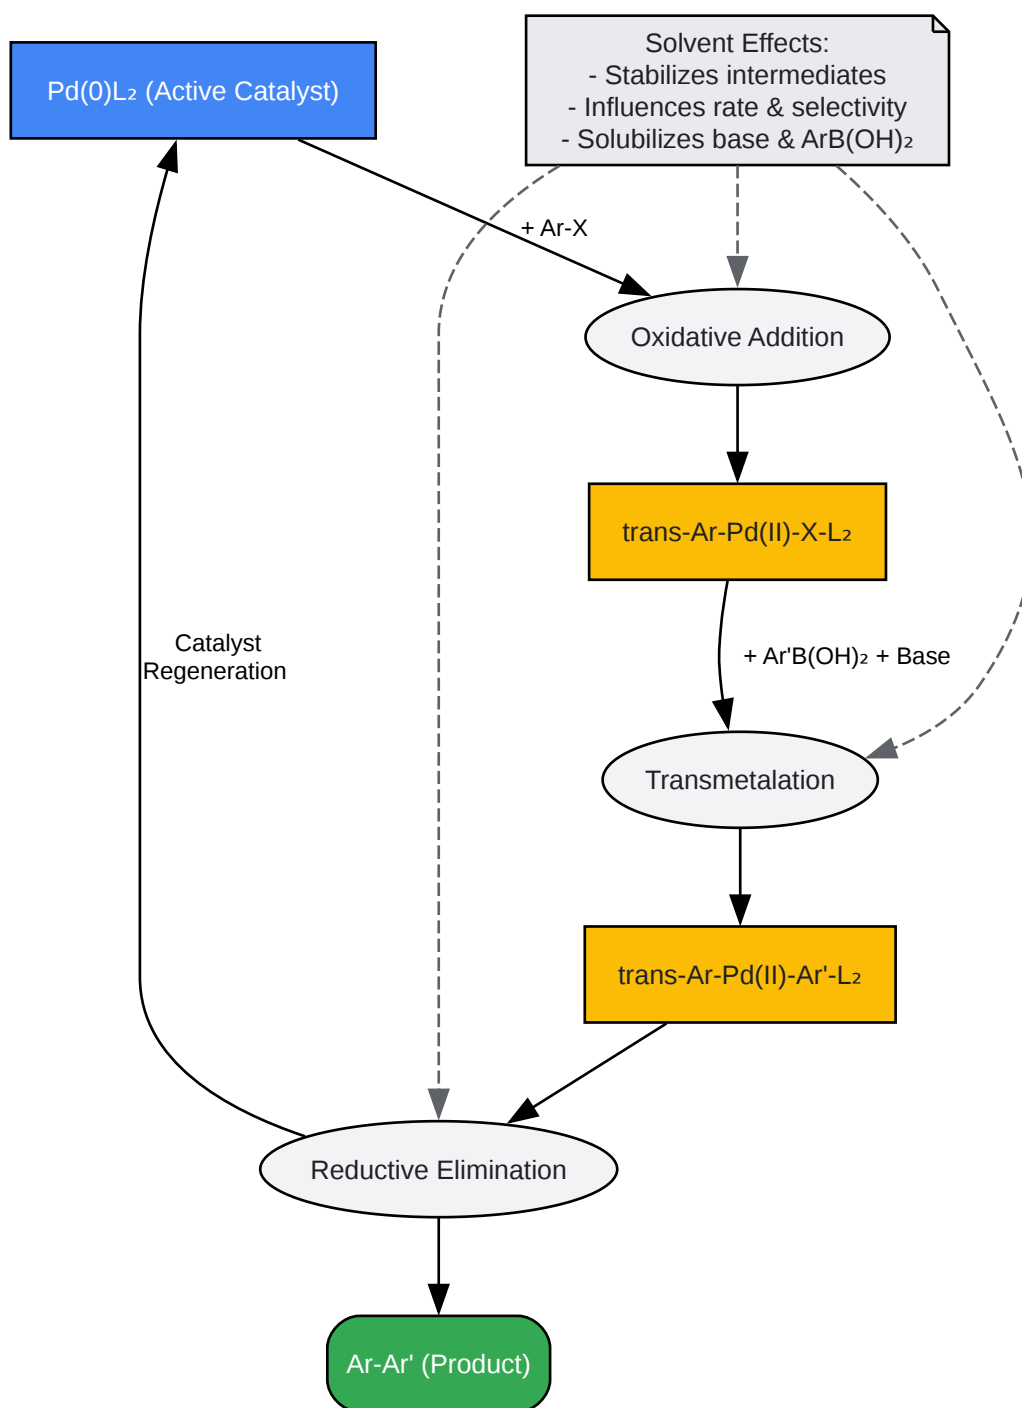 Pd(0)L₂ (Active Catalyst)
Solvent Effects:
- Stabilizes intermediates
- Influences rate & selectivity
- Solubilizes base & ArB(OH)₂
+ Ar-X
Oxidative Addition
trans-Ar-Pd(II)-X-L₂
Catalyst
Regeneration
+ Ar'B(OH)₂ + Base
Transmetalation
trans-Ar-Pd(II)-Ar'-L₂
Reductive Elimination
Ar-Ar' (Product)